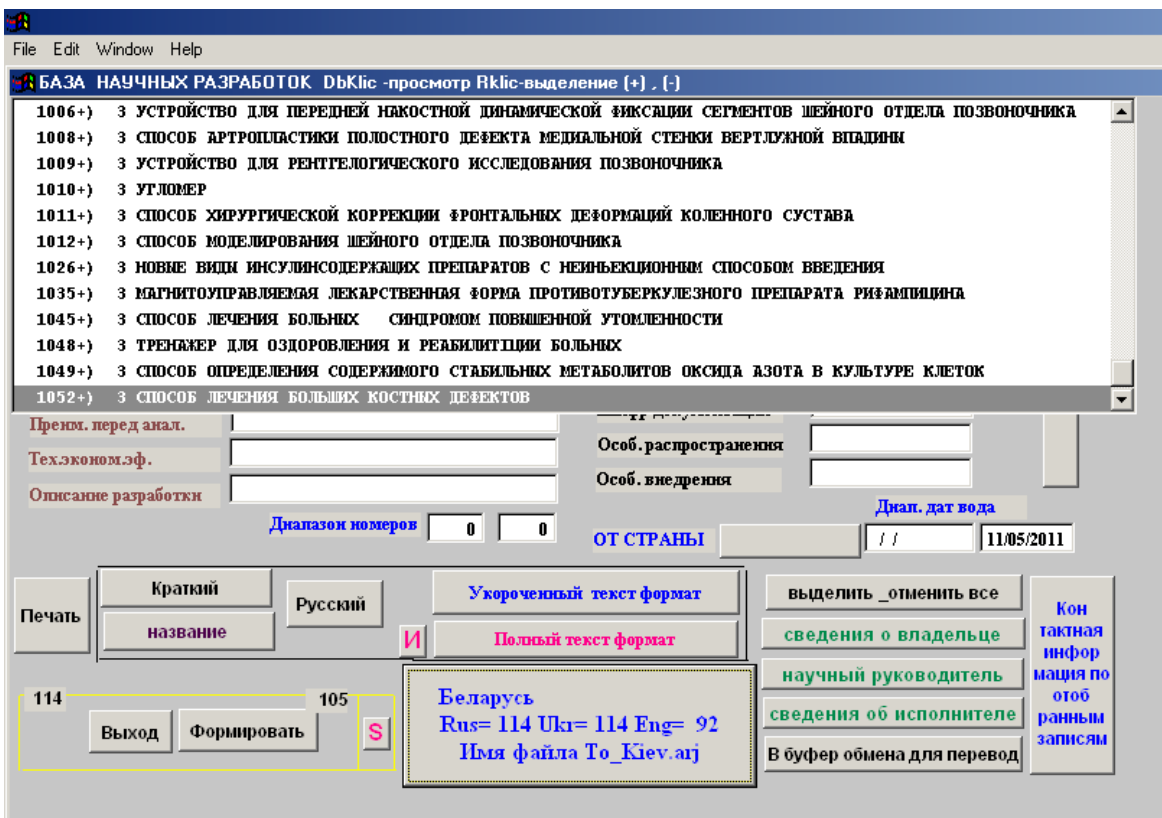 File Edit Window Help
БАЗА НАУЧНЫХ РАЗРАБОТОК DbKlic -просмотр Rklic-выделение (+) , (-)
1006+) 3 УСТРОЙСТВО ДЛЯ ПЕРЕДНЕЙ НАКОСТНОЙ ДИНАМИЧЕСКОЙ ФИКСАЦИИ СЕГМЕНТОВ ШЕЙНОГО ОТДЕЛА ПОЗВОНОЧНИКА
1008+) 3 СПОСОБ АРТРОПЛАСТИКИ ПОЛОСТНОГО ДЕФЕКТА МЕДИАЛЬНОЙ СТЕНКИ ВЕРТЛУЖНОЙ ВПАДИНЫ
1009+) 3 УСТРОЙСТВО ДЛЯ РЕНТГЕЛОГИЧЕСКОГО ИССЛЕДОВАНИЯ ПОЗВОНОЧНИКА
1010+) 3 УГЛОМЕР
1011+) 3 СПОСОБ ХИРУРГИЧЕСКОЙ КОРРЕКЦИИ ФРОНТАЛЬНЫХ ДЕФОРМАЦИЙ КОЛЕННОГО СУСТАВА
1012+) 3 СПОСОБ МОДЕЛИРОВАНИЯ ШЕЙНОГО ОТДЕЛА ПОЗВОНОЧНИКА
1026+) 3 НОВЫЕ ВИДЫ ИНСУЛИНСОДЕРЖАЩИХ ПРЕПАРАТОВ С НЕИНЬЕКЦИОННЫМ СПОСОБОМ ВВЕДЕНИЯ
1035+) 3 МАГНИТОУПРАВЛЯЕМАЯ ЛЕКАРСТВЕННАЯ ФОРМА ПРОТИВОТУБЕРКУЛЕЗНОГО ПРЕПАРАТА РИФАМПИЦИНА
1045+) 3 СПОСОБ ЛЕЧЕНИЯ БОЛЬНЫХ СИНДРОМОМ ПОВЫШЕННОЙ УТОМЛЕННОСТИ
1048+) 3 ТРЕНАЖЕР ДЛЯ ОЗДОРОВЛЕНИЯ И РЕАБИЛИТПЦИИ БОЛЬНЫХ
1049+) 3 СПОСОБ ОПРЕДЕЛЕНИЯ СОДЕРЖИМОГО СТАБИЛЬНЫХ МЕТАБОЛИТОВ ОКСИДА АЗОТА В КУЛЬТУРЕ КЛЕТОК
1052+) 3 СПОСОБ ЛЕЧЕНИЯ БОЛЬШИХ КОСТНЫХ ДЕФЕКТОВ
Преим. перед анал.
Особ.распространения
Тех.эконом.эф.
Особ. внедрения
Описание разработки
Диап. дат вода
Диапазон номеров 0 0
ОТ СТРАНЫ / / 11/05/2011
Печать
Краткий
название
Русский
И
Укороченный текст формат
Полный текст формат
выделить _отменить все
сведения о владельце
научный руководитель
сведения об исполнителе
В буфер обмена для перевод
Кон
тактная
инфор
мация по
отоб
ранным
записям
114 105
Выход Формировать S
Беларусь
Rus= 114 Ukr= 114 Eng= 92
Имя файла To_Kiev.arj